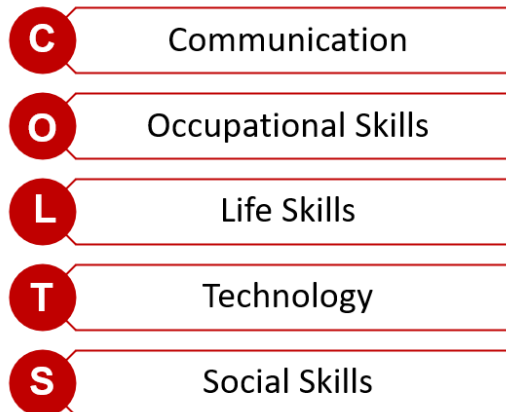 C Communication
O Occupational Skills
L Life Skills
T Technology
S Social Skills